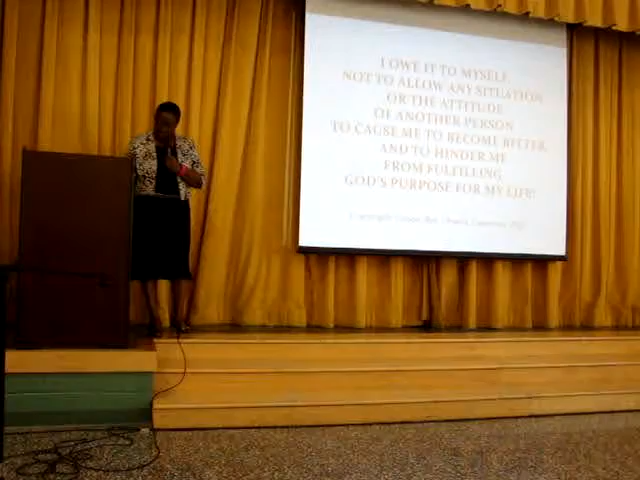 I OWE IT TO MYSELF
NOT TO ALLOW ANY SITUATION
OR THE ATTITUDE
OF ANOTHER PERSON
TO CAUSE ME TO BECOME BITTER
AND TO HINDER ME
FROM FULFILLING
GOD'S PURPOSE FOR MY LIFE!